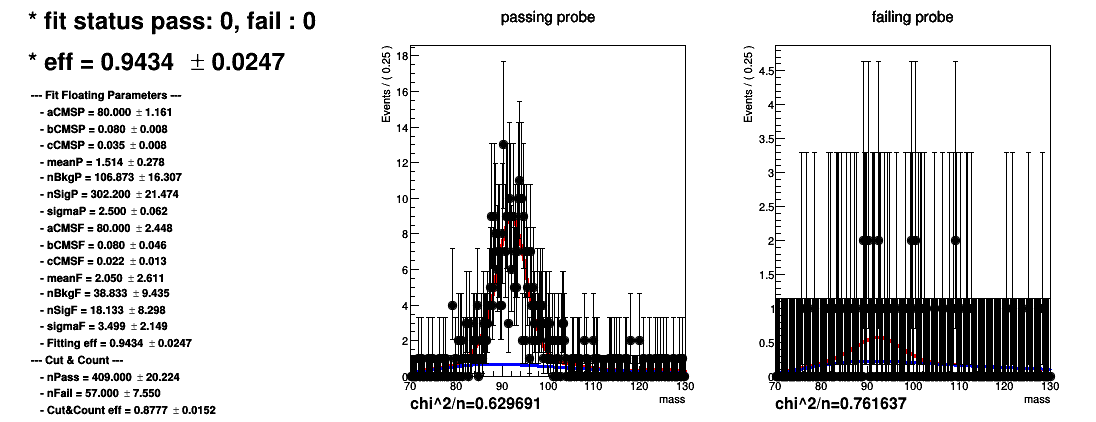 * fit status pass: 0, fail : 0
* eff = 0.9434 ± 0.0247
--- Fit Floating Parameters ---
- aCMSP = 80.000 ± 1.161
- bCMSP = 0.080 ± 0.008
- cCMSP = 0.035 ± 0.008
- meanP = 1.514 ± 0.278
- nBkgP = 106.873 ± 16.307
- nSigP = 302.200 ± 21.474
- sigmaP = 2.500 ± 0.062
- aCMSF = 80.000 ± 2.448
- bCMSF = 0.080 ± 0.046
- cCMSF = 0.022 ± 0.013
- meanF = 2.050 ± 2.611
- nBkgF = 38.833 ± 9.435
- nSigF = 18.133 ± 8.298
- sigmaF = 3.499 ± 2.149
- Fitting eff = 0.9434 ± 0.0247
--- Cut & Count ---
- nPass = 409.000 ± 20.224
- nFail = 57.000 ± 7.550
- Cut&Count eff = 0.8777 ± 0.0152
passing probe
Events / ( 0.25 )
18
16
14
12
10
8
6
4
2
0
70 80 90 100 110 120 130
mass
chi^2/n=0.629691
failing probe
Events / ( 0.25 )
4.5
4
3.5
3
2.5
2
1.5
1
0.5
0
70 80 90 100 110 120 130
mass
chi^2/n=0.761637